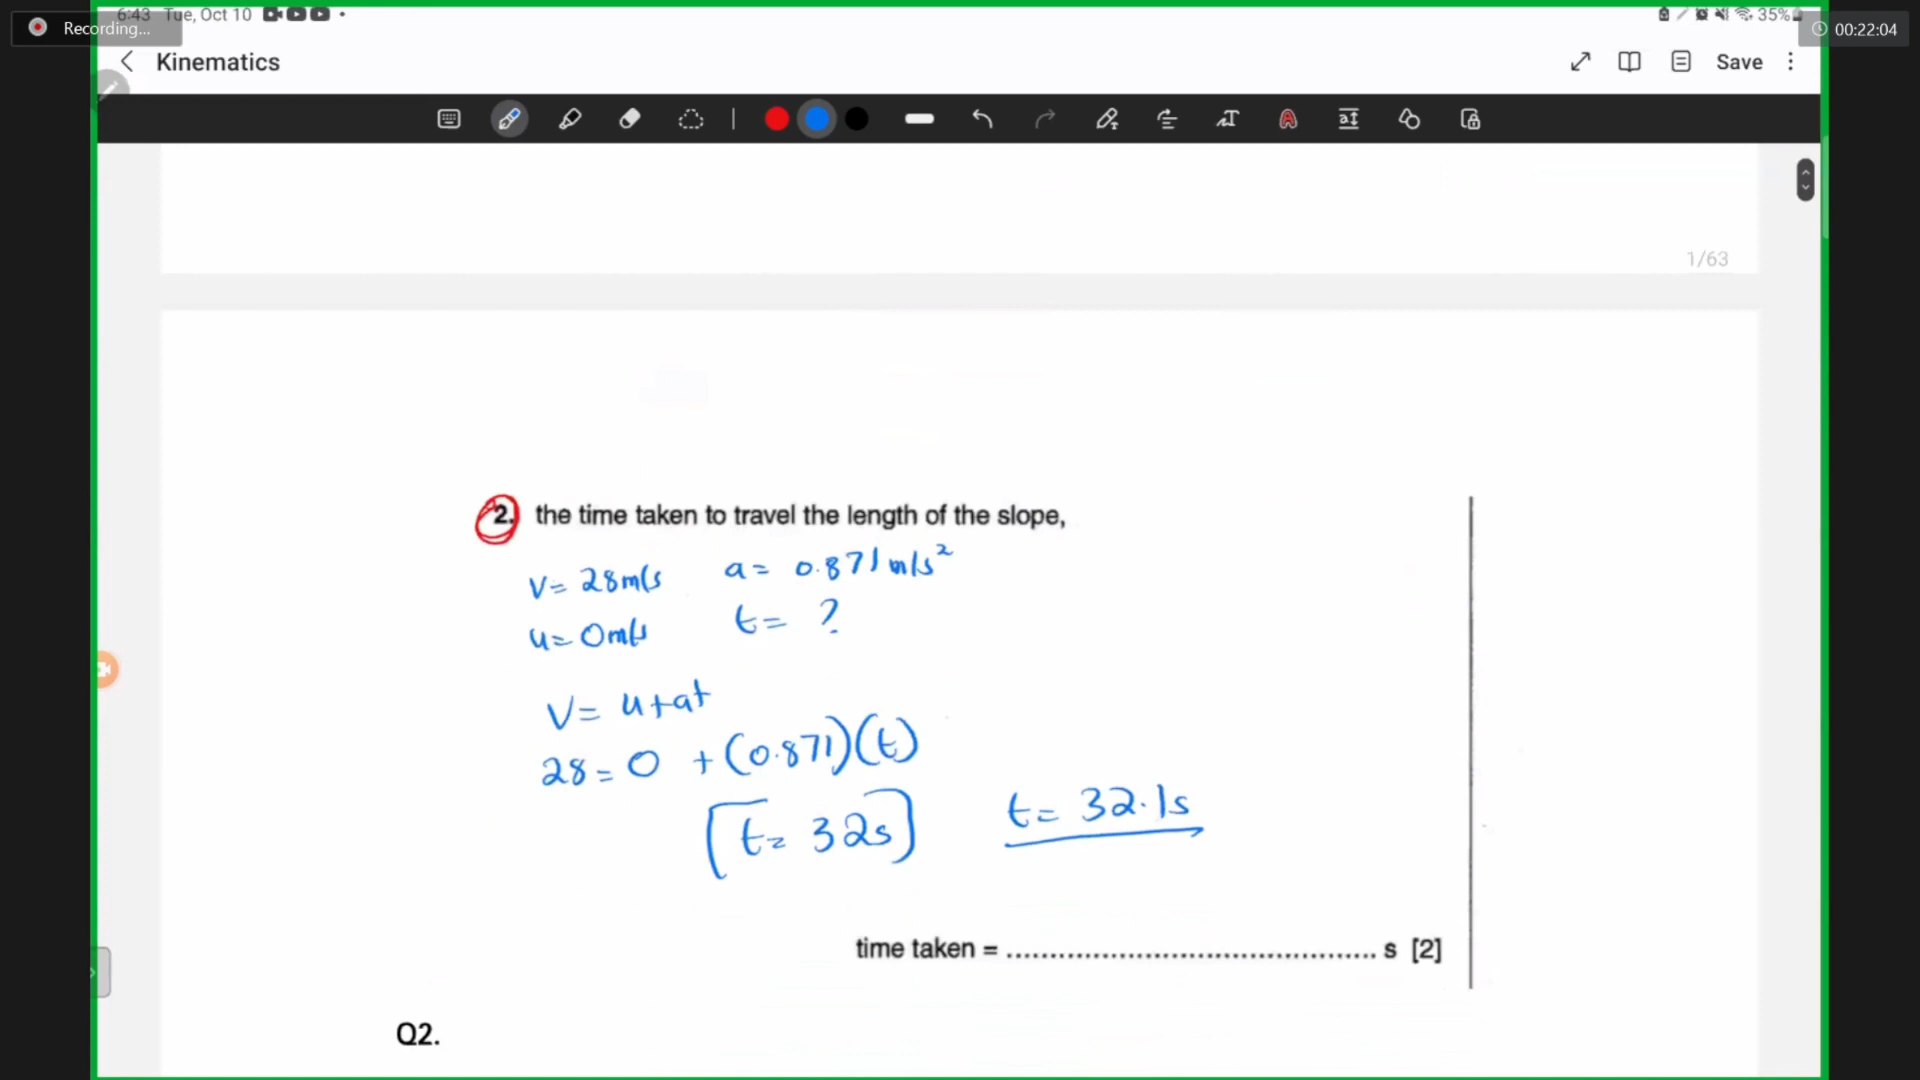 6:43 Tue, Oct 10
35%
Recording...
00:22:04
Kinematics
Save
1/63
2. the time taken to travel the length of the slope,
v= 28m/s a= 0.871 m/s²
u= 0m/s t= ?
V= u+at
28= 0 + (0.871)(t)
[t= 32s] t= 32.1s
time taken = ............................................ s [2]
Q2.